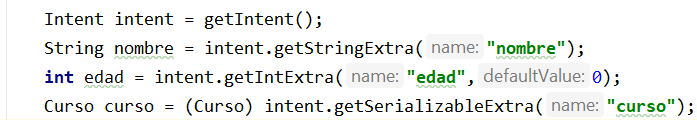 Intent intent = getIntent();
String nombre = intent.getStringExtra( name: "nombre");
int edad = intent.getIntExtra( name: "edad", defaultValue: 0);
Curso curso = (Curso) intent.getSerializableExtra( name: "curso");